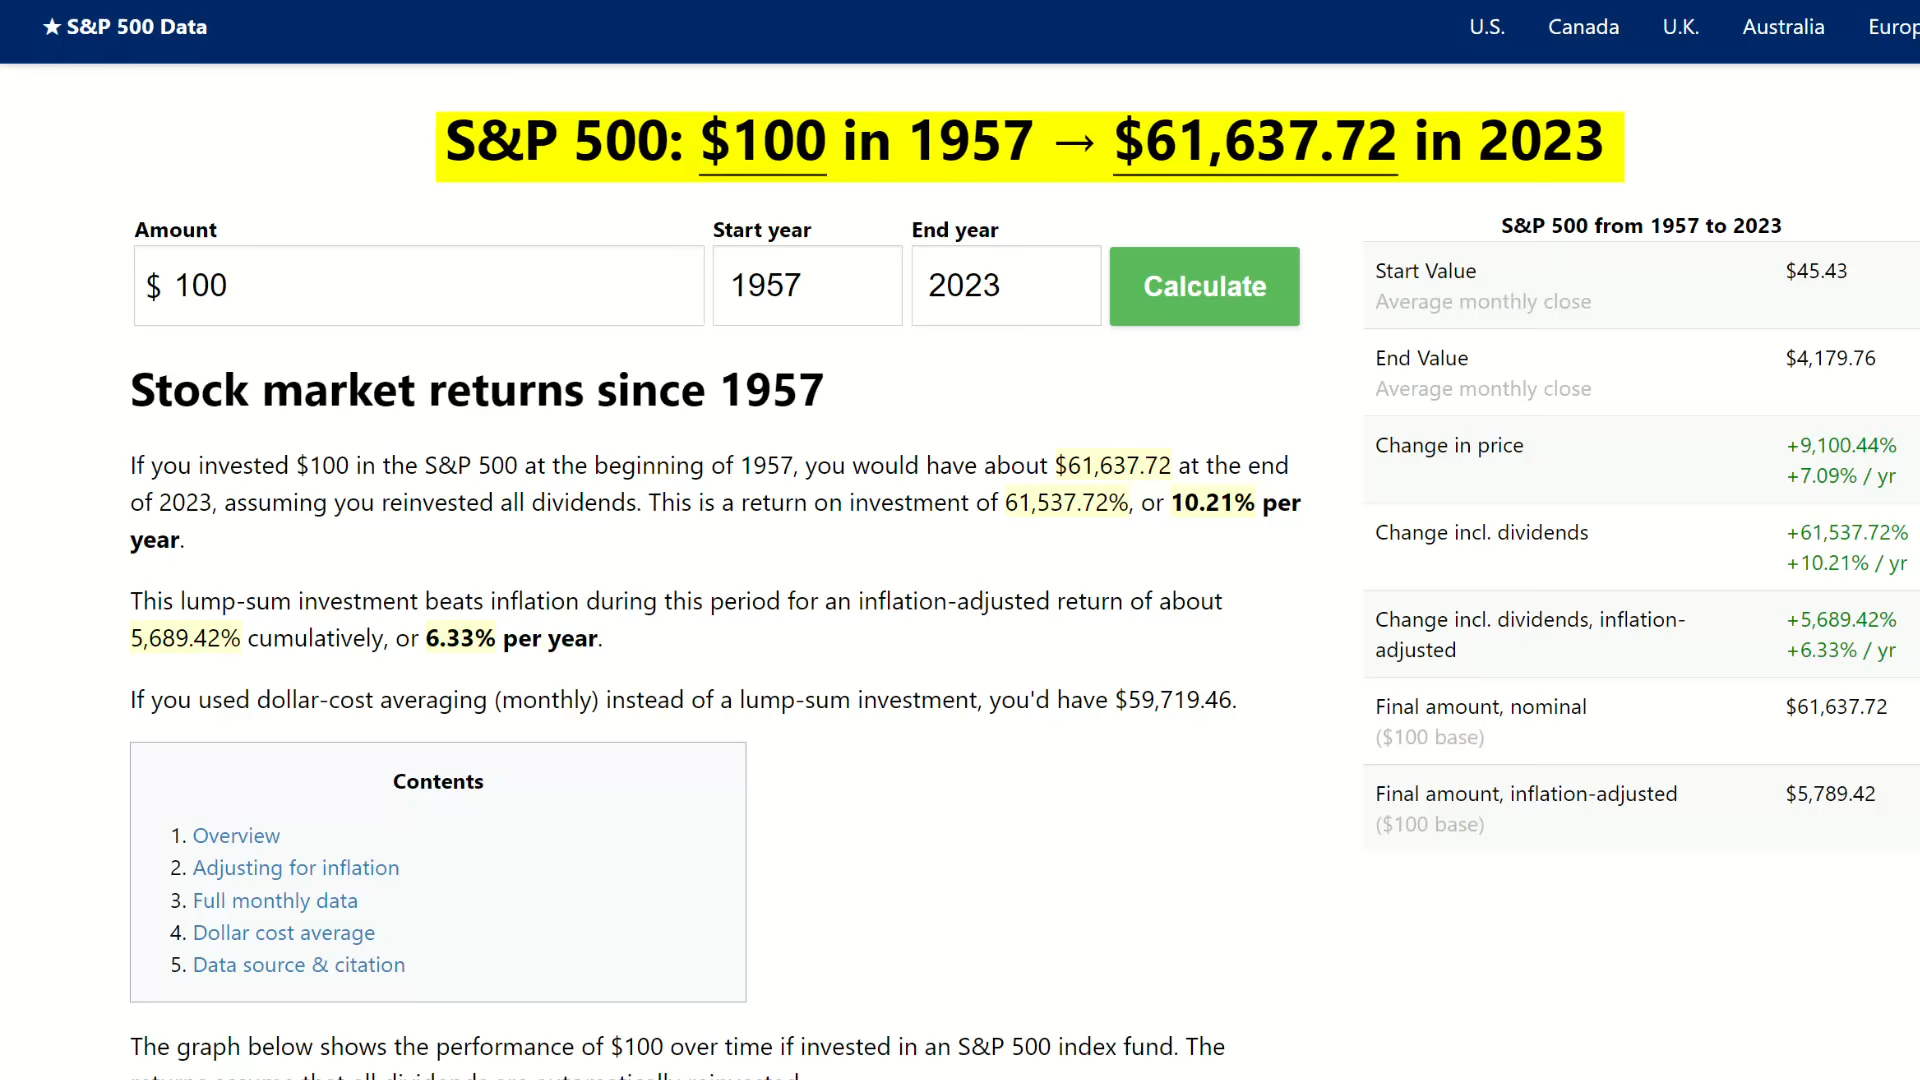 ★ S&P 500 Data
U.S. Canada U.K. Australia Europ
S&P 500: $100 in 1957 → $61,637.72 in 2023
Amount Start year End year
$ 100 1957 2023 Calculate
Stock market returns since 1957
If you invested $100 in the S&P 500 at the beginning of 1957, you would have about $61,637.72 at the end
of 2023, assuming you reinvested all dividends. This is a return on investment of 61,537.72%, or 10.21% per
year.
This lump-sum investment beats inflation during this period for an inflation-adjusted return of about
5,689.42% cumulatively, or 6.33% per year.
If you used dollar-cost averaging (monthly) instead of a lump-sum investment, you'd have $59,719.46.
Contents
1. Overview
2. Adjusting for inflation
3. Full monthly data
4. Dollar cost average
5. Data source & citation
The graph below shows the performance of $100 over time if invested in an S&P 500 index fund. The
returns assume that all dividends are automatically reinvested.
S&P 500 from 1957 to 2023
Start Value $45.43
Average monthly close
End Value $4,179.76
Average monthly close
Change in price +9,100.44%
+7.09% / yr
Change incl. dividends +61,537.72%
+10.21% / yr
Change incl. dividends, inflation- +5,689.42%
adjusted +6.33% / yr
Final amount, nominal $61,637.72
($100 base)
Final amount, inflation-adjusted $5,789.42
($100 base)